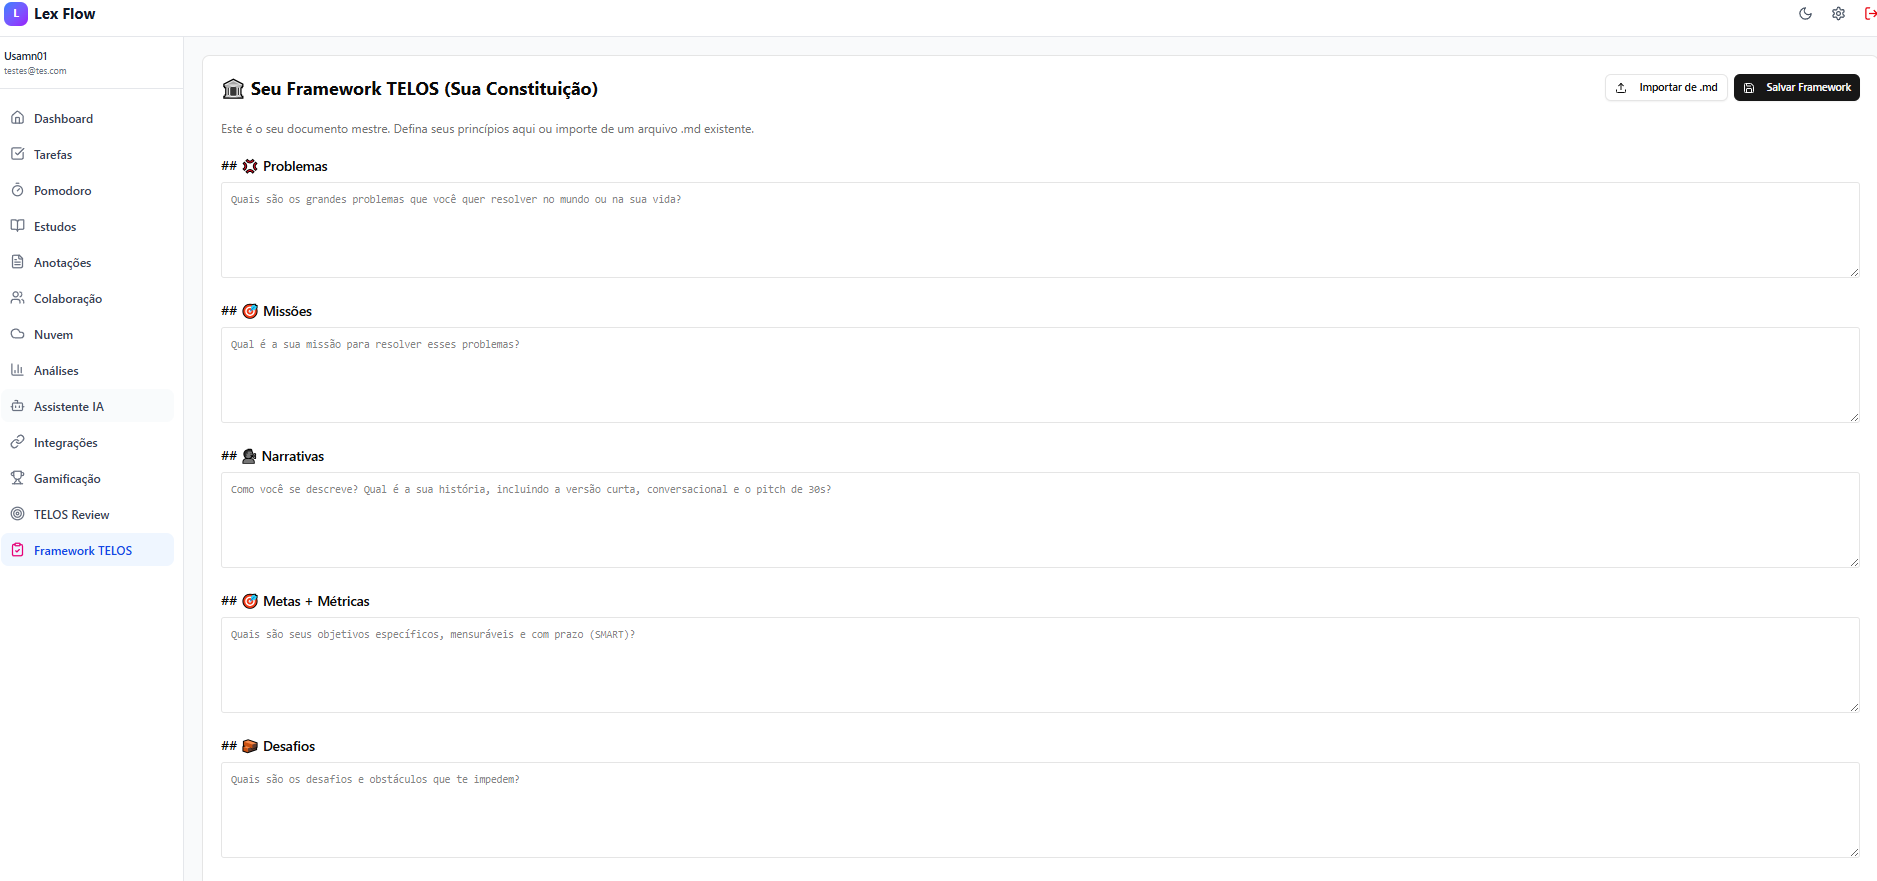 L Lex Flow
Usamn01
testes@tes.com
Dashboard
Tarefas
Pomodoro
Estudos
Anotações
Colaboração
Nuvem
Análises
Assistente IA
Integrações
Gamificação
TELOS Review
Framework TELOS
🏛️ Seu Framework TELOS (Sua Constituição)
Importar de .md
Salvar Framework
Este é o seu documento mestre. Defina seus princípios aqui ou importe de um arquivo .md existente.
## 💢 Problemas
Quais são os grandes problemas que você quer resolver no mundo ou na sua vida?
## 🎯 Missões
Qual é a sua missão para resolver esses problemas?
## 🗣️ Narrativas
Como você se descreve? Qual é a sua história, incluindo a versão curta, conversacional e o pitch de 30s?
## 🎯 Metas + Métricas
Quais são seus objetivos específicos, mensuráveis e com prazo (SMART)?
## 🧱 Desafios
Quais são os desafios e obstáculos que te impedem?